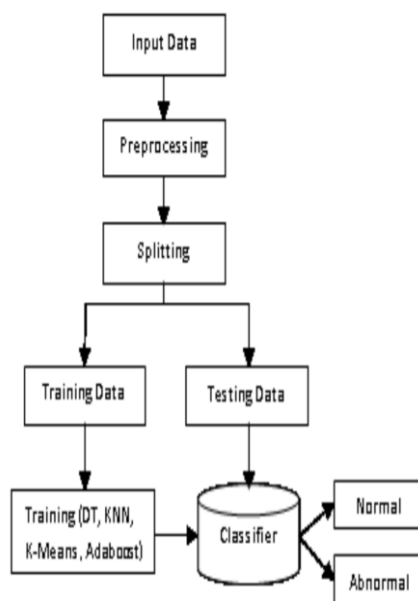 Input Data
Preprocessing
Splitting
Training Data
Testing Data
Training (DT, KNN,
K-Means, Adaboost)
Classifier
Normal
Abnormal